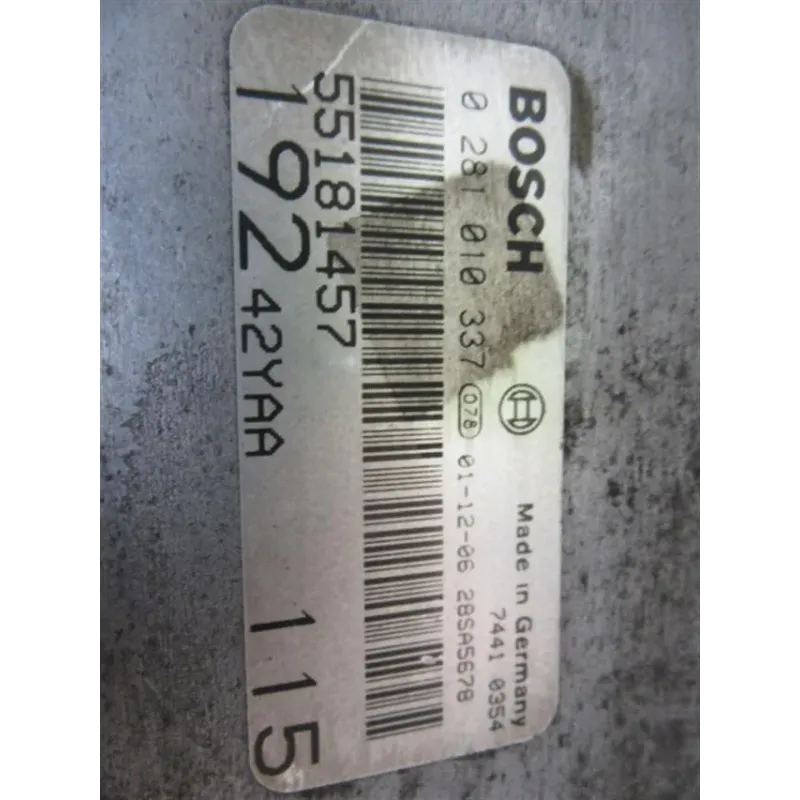 BOSCH
Made in Germany
7441 0354
0 281 010 337 078 01-12-06 28SA5678
55181457
192 42YAA 115